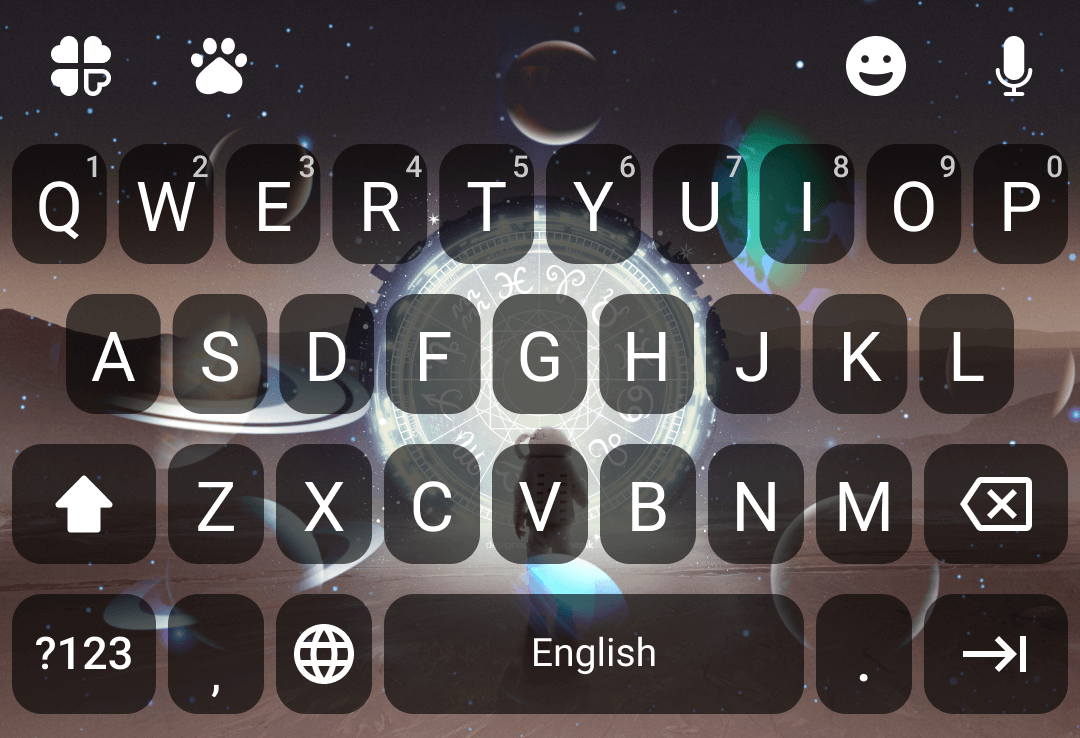 1 2 3 4 5 6 7 8 9 0
Q W E R T Y U I O P
A S D F G H J K L
Z X C V B N M
?123 , English .